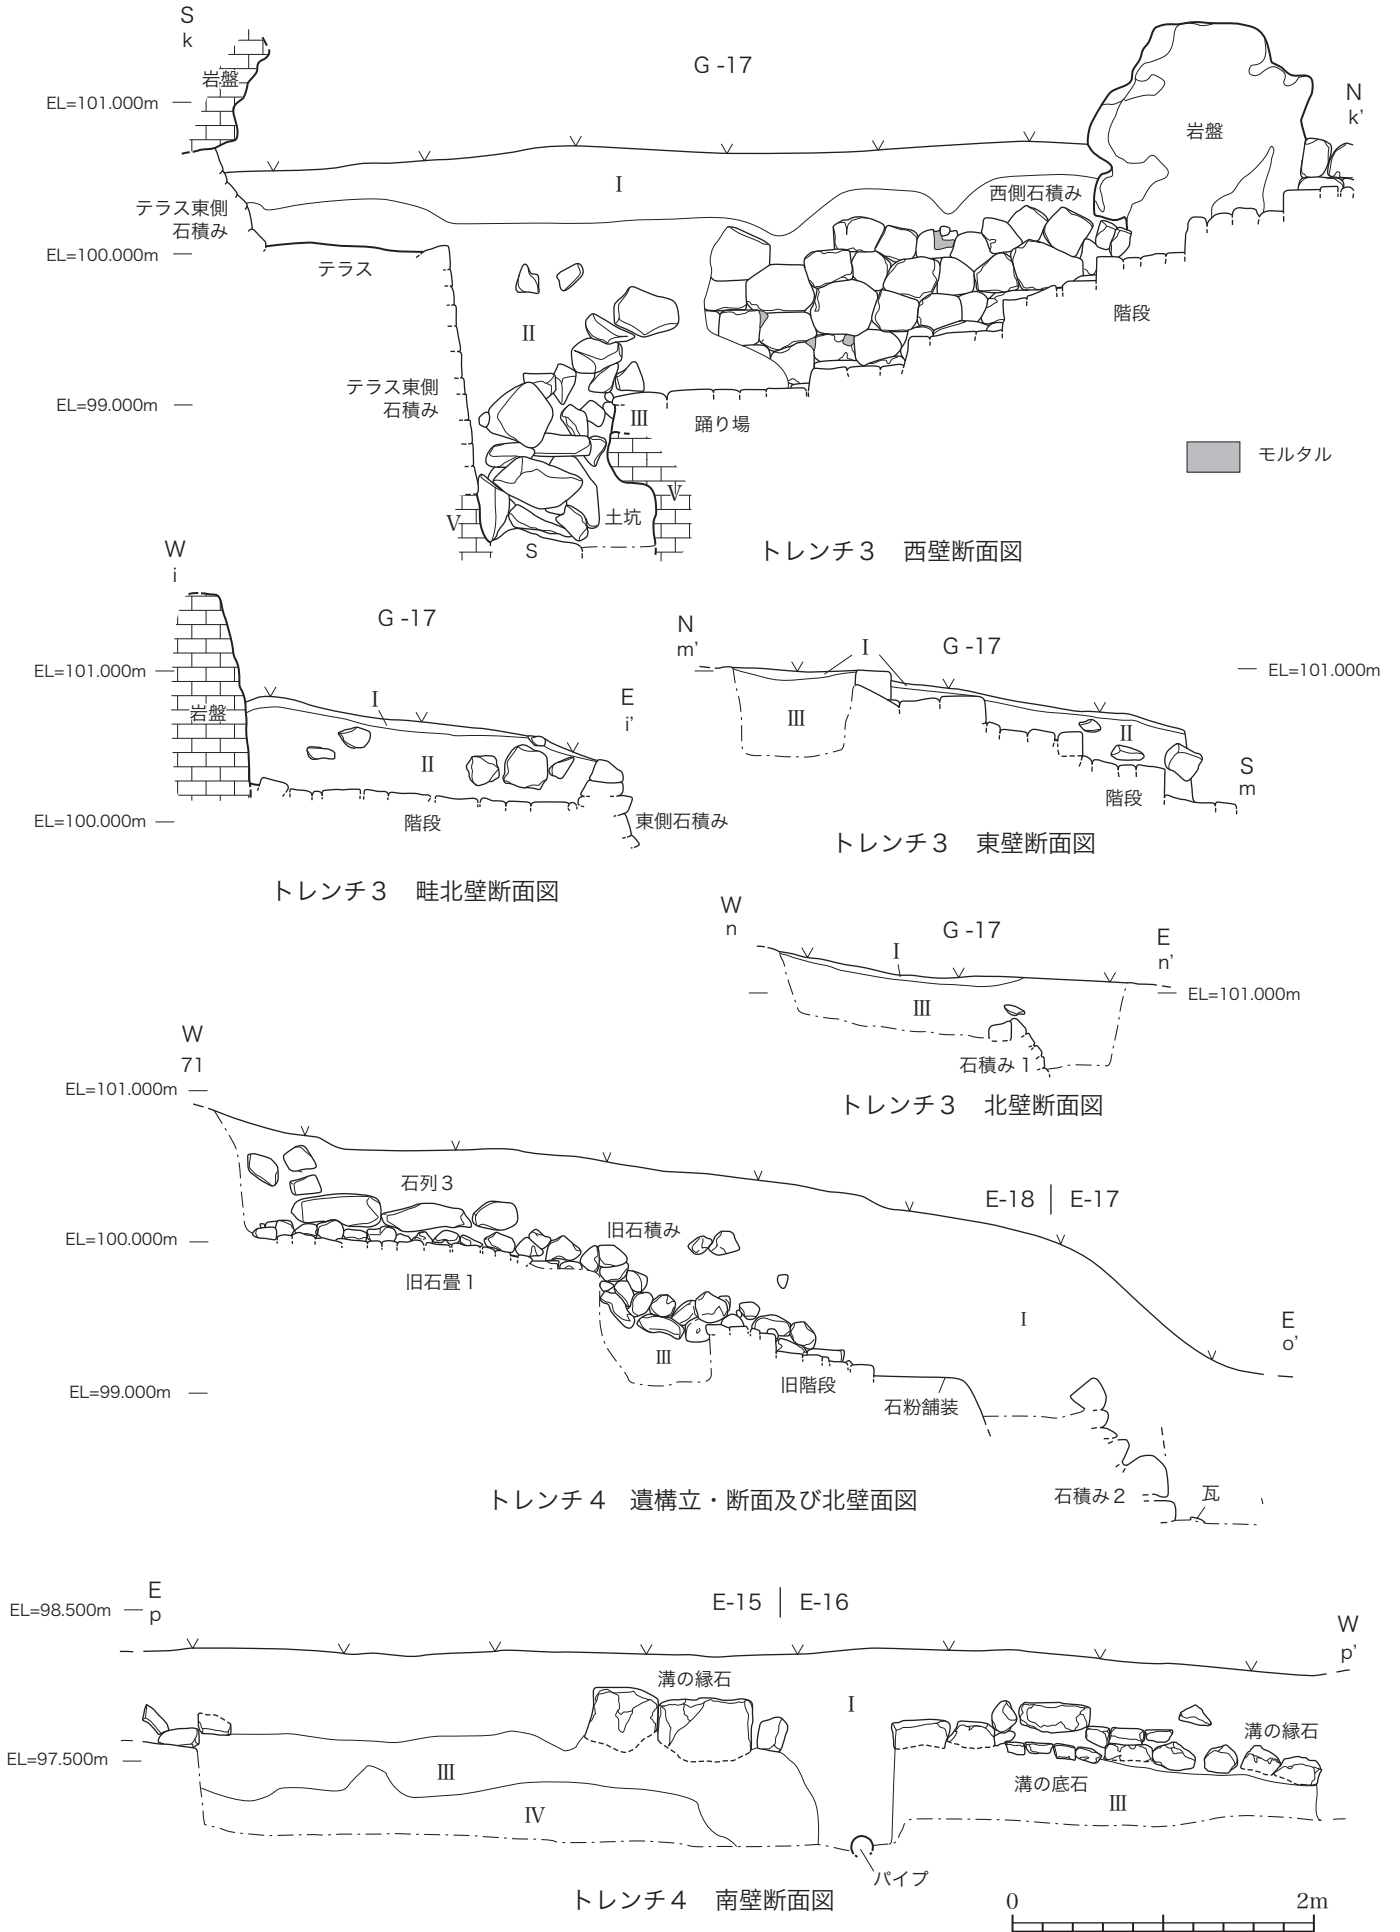 S
k
G -17
岩盤
EL=101.000m
N
k’
岩盤
I
西側石積み
テラス東側
石積み
EL=100.000m
テラス
階段
II
テラス東側
石積み
EL=99.000m
III
踊り場
モルタル
V
V
土坑
S
トレンチ3　西壁断面図
W
i
G -17
EL=101.000m
I
岩盤
E
i’
II
EL=100.000m
階段
東側石積み
トレンチ3　畦北壁断面図
N
m’
I
G -17
EL=101.000m
III
II
S
m
階段
トレンチ3　東壁断面図
W
n
G -17
I
E
n’
EL=101.000m
III
石積み1
トレンチ3　北壁断面図
W
71
EL=101.000m
石列3
E-18 | E-17
旧石積み
EL=100.000m
旧石畳1
I
E
o’
III
旧階段
EL=99.000m
石粉舗装
石積み2
瓦
トレンチ4　遺構立・断面及び北壁面図
E
p
EL=98.500m
E-15 | E-16
W
p’
溝の縁石
I
溝の縁石
EL=97.500m
III
溝の底石
III
IV
パイプ
トレンチ4　南壁断面図
0
2m